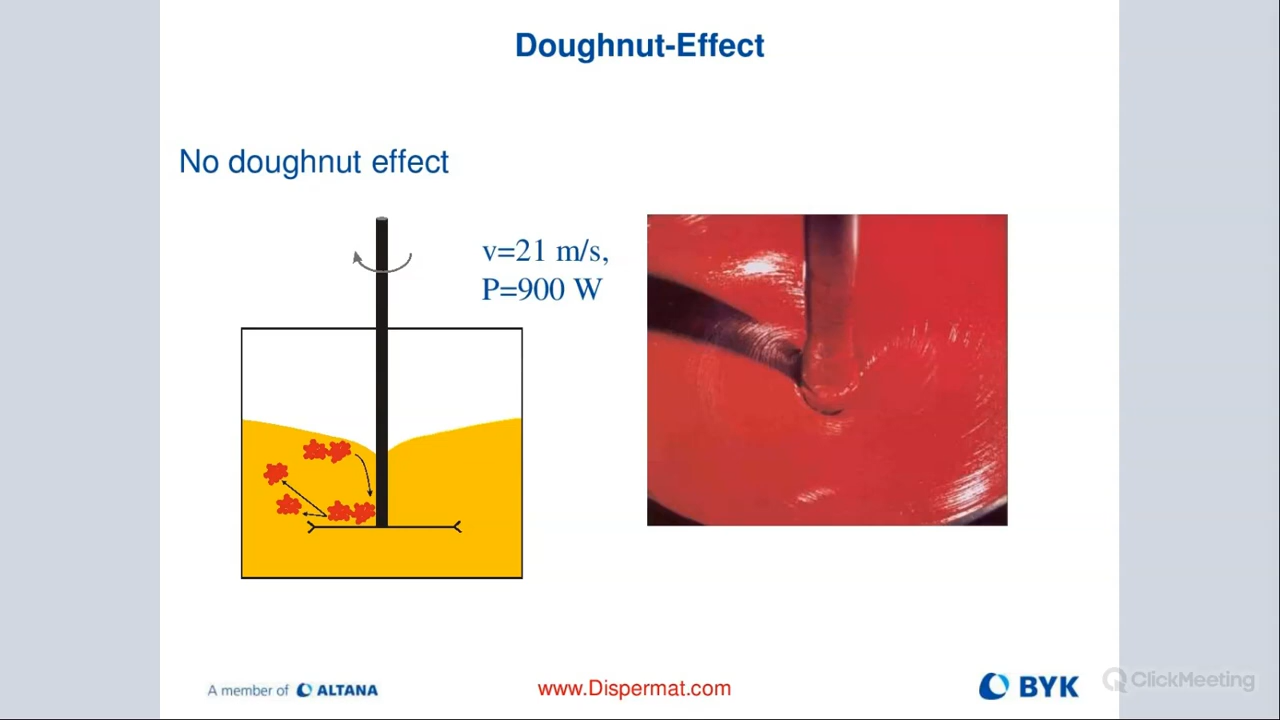 Doughnut-Effect
No doughnut effect
v=21 m/s,
P=900 W
A member of ALTANA
www.Dispermat.com
BYK
ClickMeeting